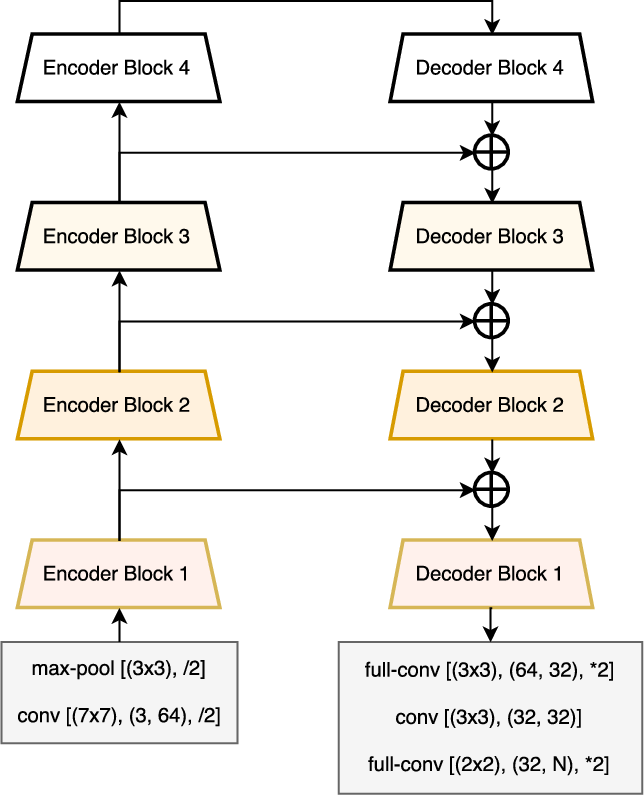 Encoder Block 4
Decoder Block 4
Encoder Block 3
Decoder Block 3
Encoder Block 2
Decoder Block 2
Encoder Block 1
Decoder Block 1
max-pool [(3x3), /2]
conv [(7x7), (3, 64), /2]
full-conv [(3x3), (64, 32), *2]
conv [(3x3), (32, 32)]
full-conv [(2x2), (32, N), *2]